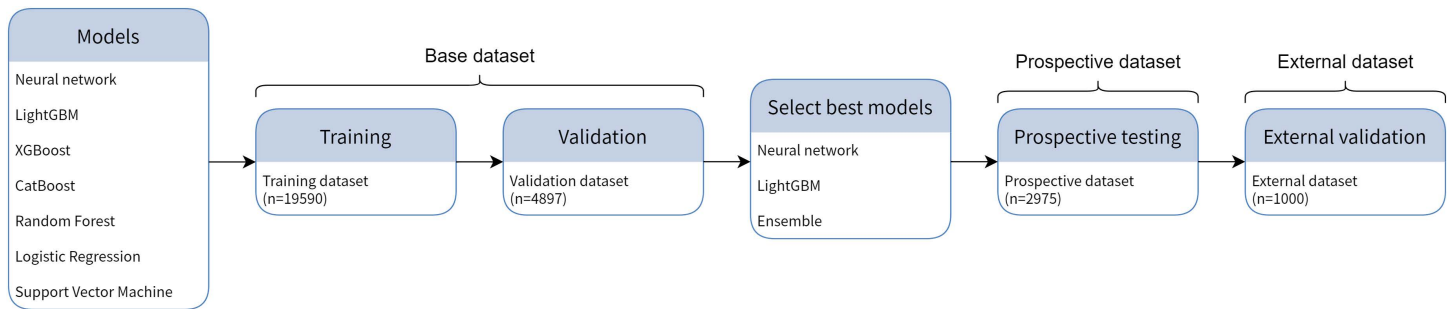 Models
Neural network
LightGBM
XGBoost
CatBoost
Random Forest
Logistic Regression
Support Vector Machine
Base dataset
Training
Training dataset
(n=19590)
Validation
Validation dataset
(n=4897)
Select best models
Neural network
LightGBM
Ensemble
Prospective dataset
Prospective testing
Prospective dataset
(n=2975)
External dataset
External validation
External dataset
(n=1000)